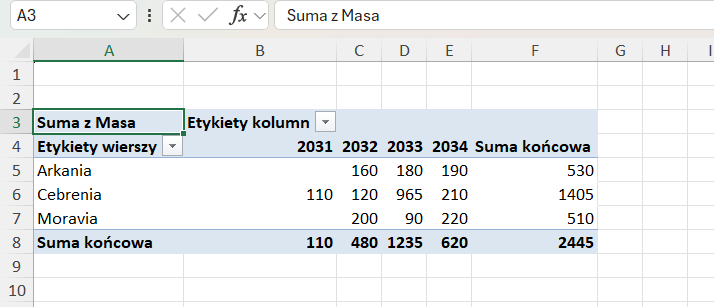 A3 fx Suma z Masa
A B C D E F G H I
1
2
3 Suma z Masa Etykiety kolumn
4 Etykiety wierszy 2031 2032 2033 2034 Suma końcowa
5 Arkania 160 180 190 530
6 Cebrenia 110 120 965 210 1405
7 Moravia 200 90 220 510
8 Suma końcowa 110 480 1235 620 2445
9
10